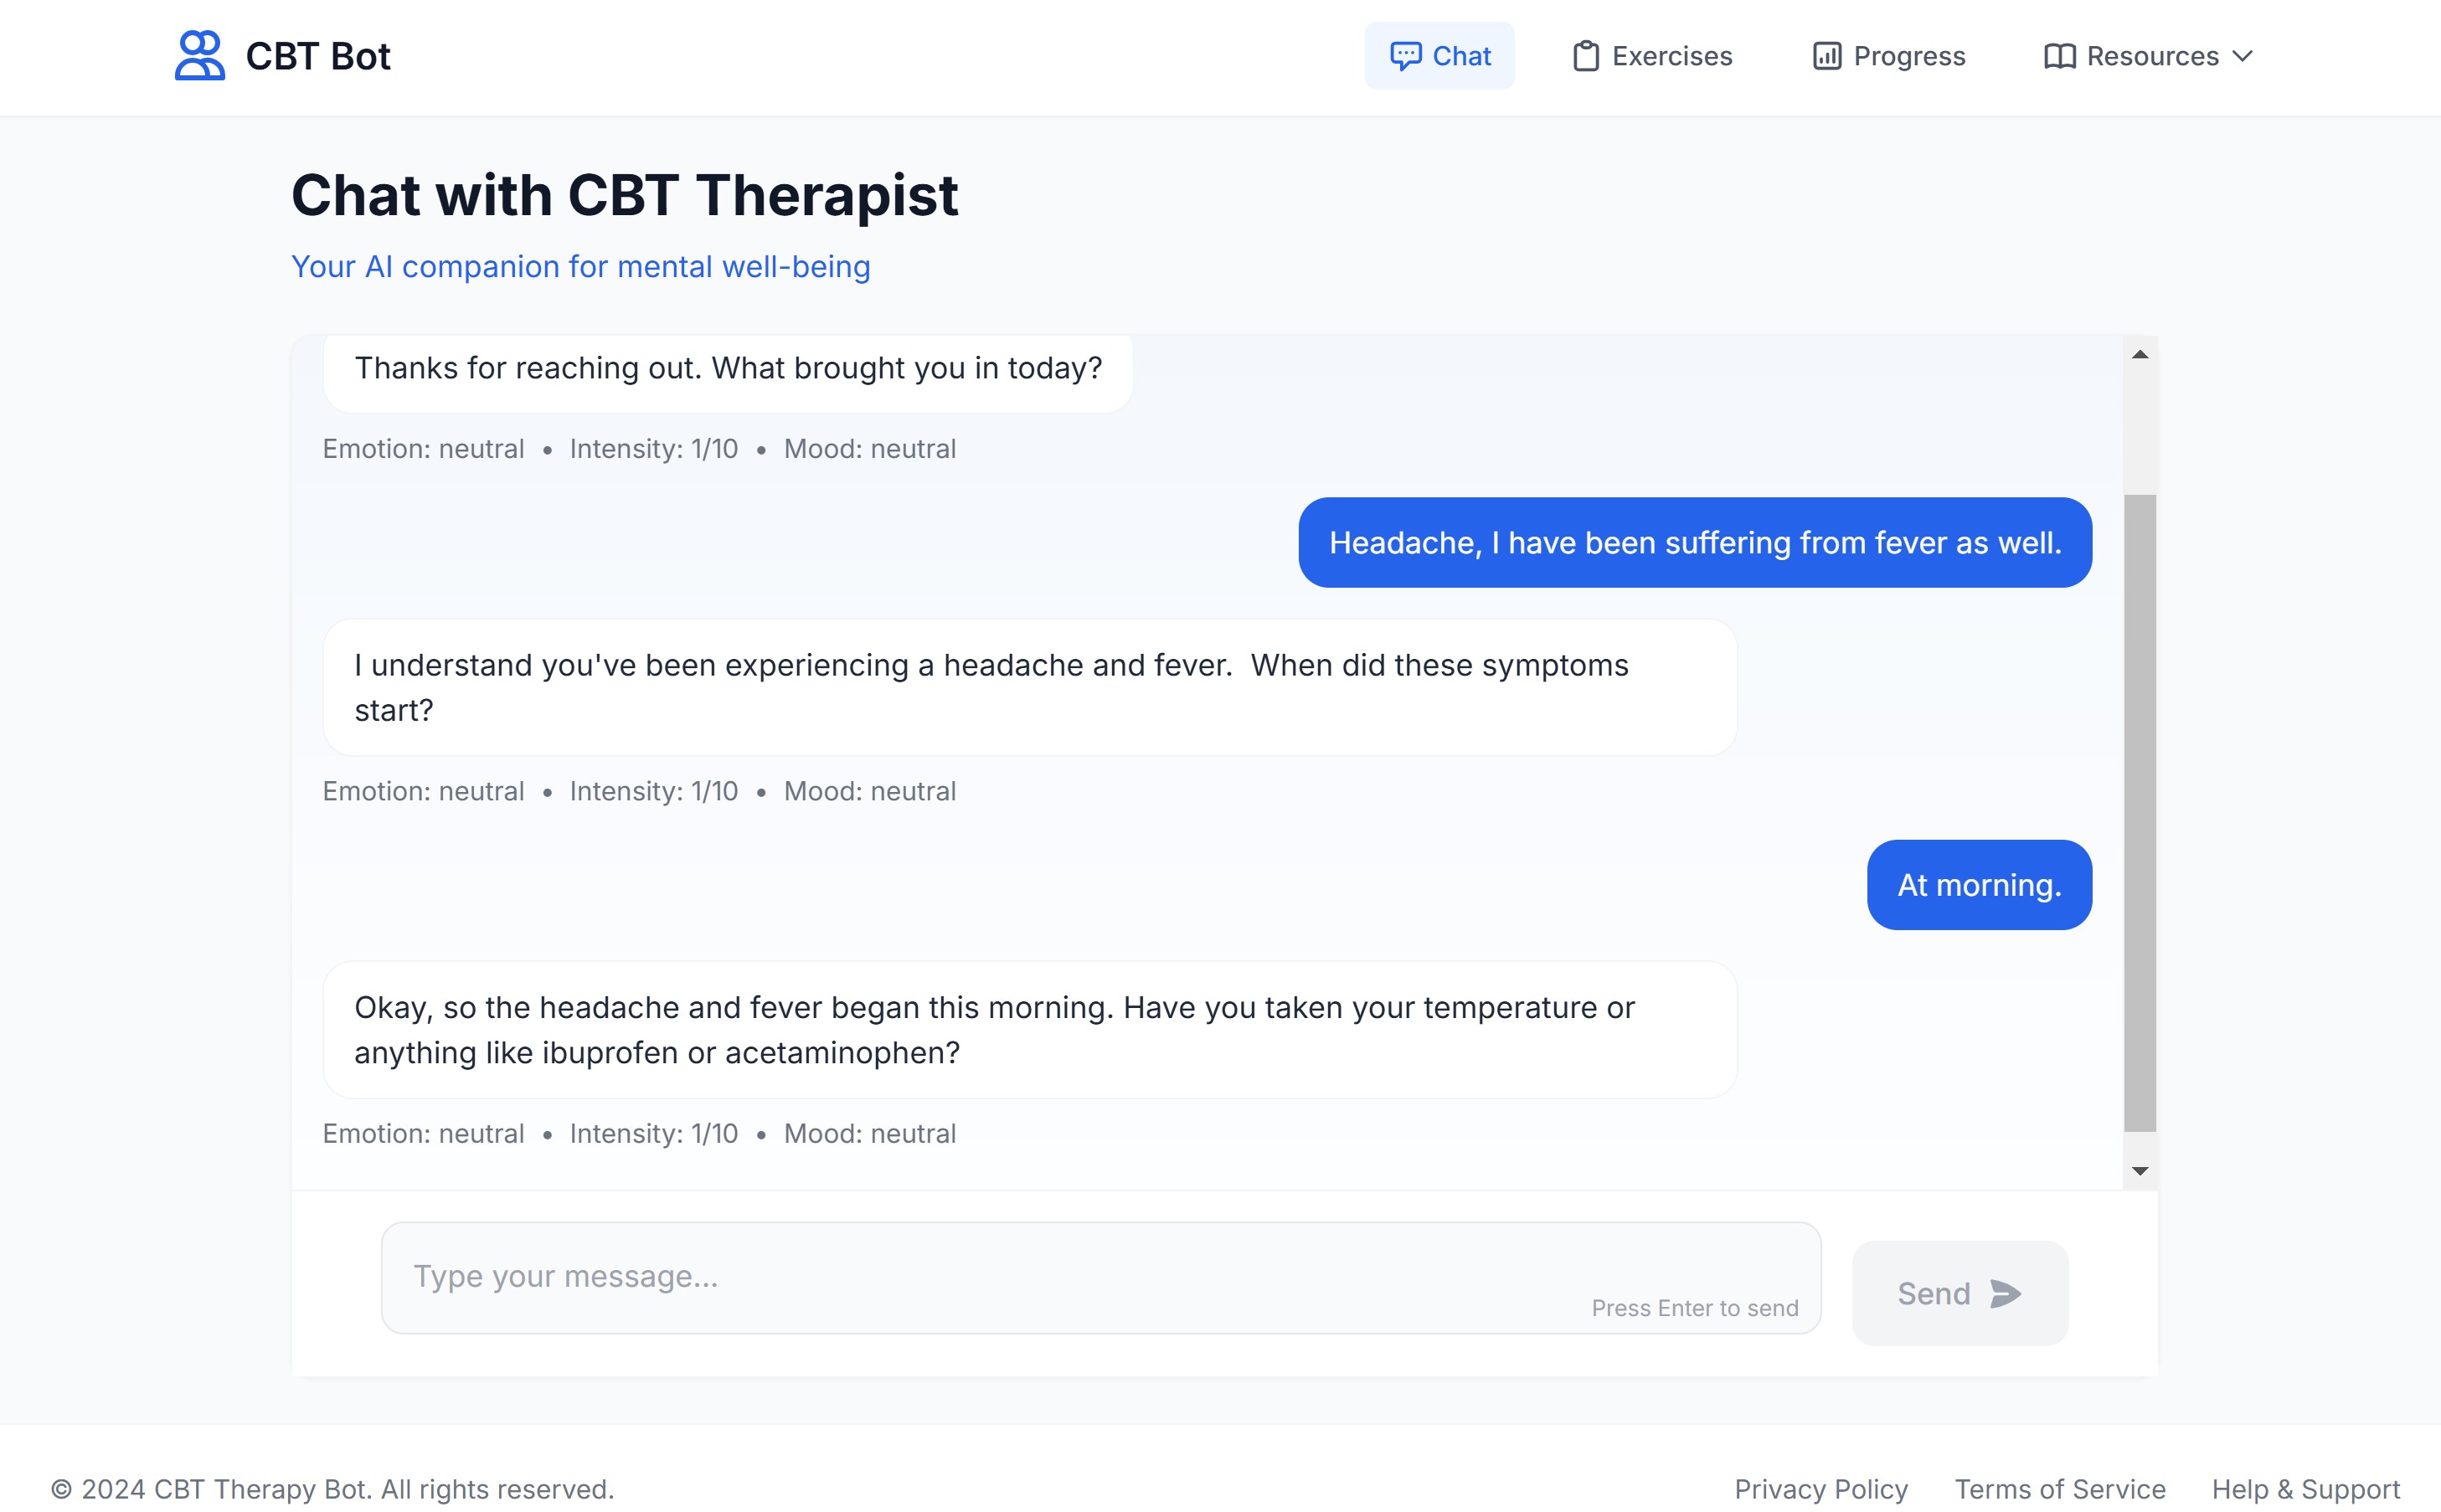 CBT Bot
Chat
Exercises
Progress
Resources
Chat with CBT Therapist
Your AI companion for mental well-being
Thanks for reaching out. What brought you in today?
Emotion: neutral • Intensity: 1/10 • Mood: neutral
Headache, I have been suffering from fever as well.
I understand you've been experiencing a headache and fever.  When did these symptoms
start?
Emotion: neutral • Intensity: 1/10 • Mood: neutral
At morning.
Okay, so the headache and fever began this morning. Have you taken your temperature or
anything like ibuprofen or acetaminophen?
Emotion: neutral • Intensity: 1/10 • Mood: neutral
Type your message...
Press Enter to send
Send
© 2024 CBT Therapy Bot. All rights reserved.
Privacy Policy
Terms of Service
Help & Support